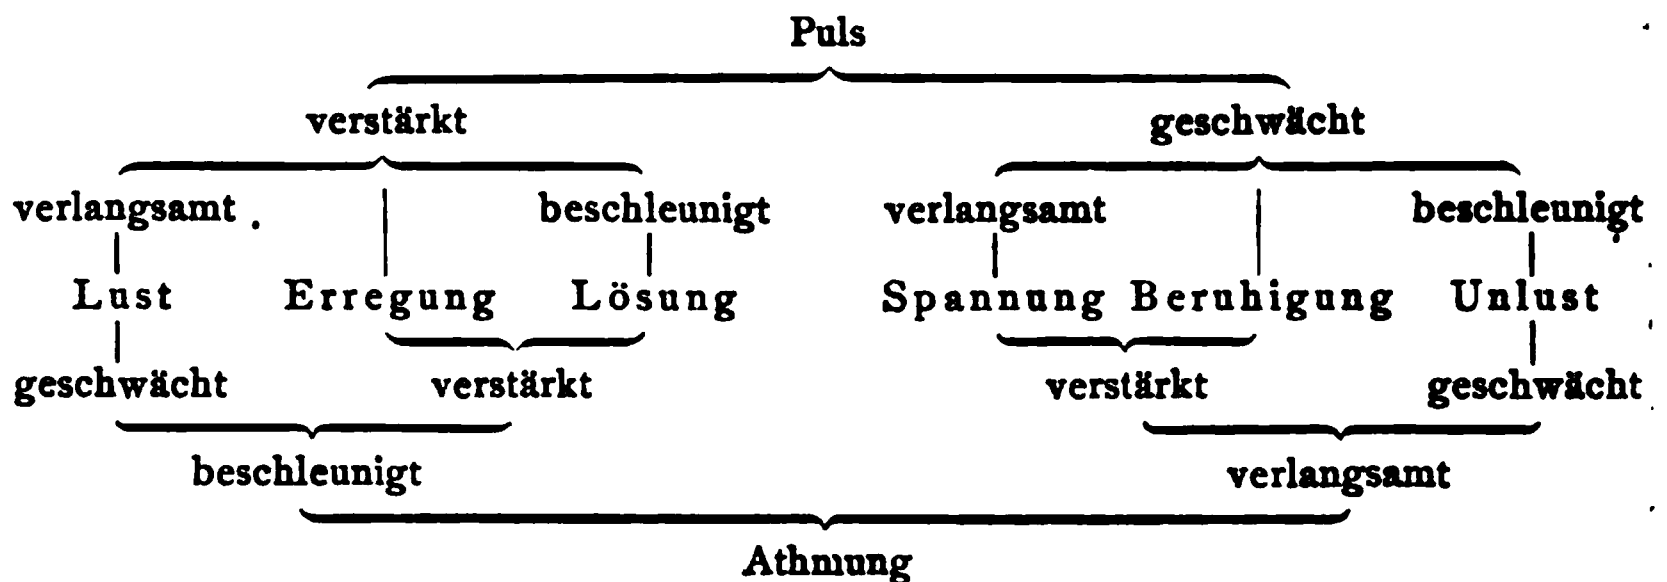 Puls
verstärkt geschwächt
verlangsamt beschleunigt verlangsamt beschleunigt
Lust Erregung Lösung Spannung Beruhigung Unlust
geschwächt verstärkt verstärkt geschwächt
beschleunigt verlangsamt
Athmung